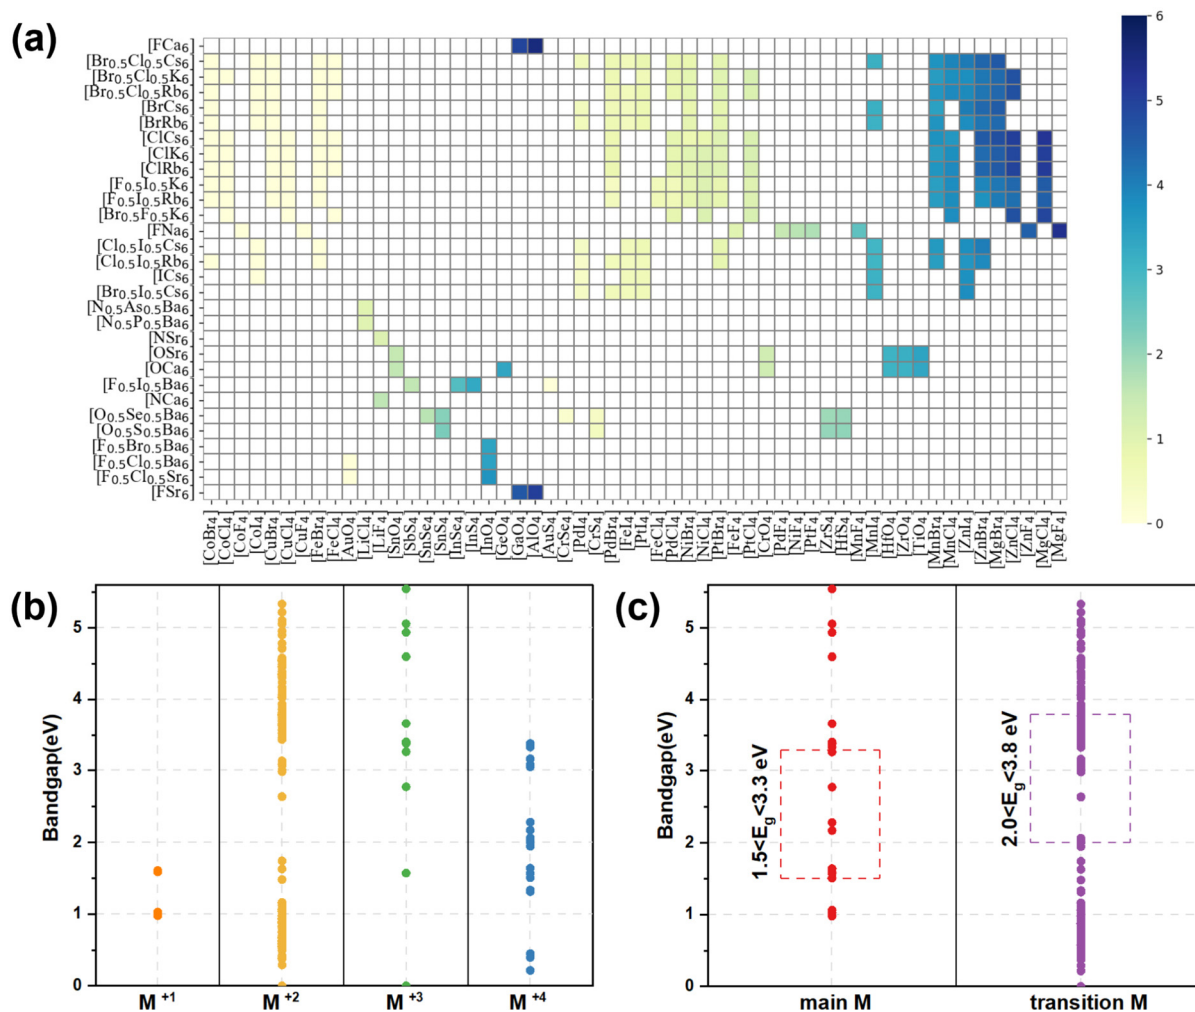 (a)
[FCa6]
[Br0.5Cl0.5Cs6]
[Br0.5Cl0.5K6]
[Br0.5Cl0.5Rb6]
[BrCs6]
[BrRb6]
[ClCs6]
[ClK6]
[ClRb6]
[F0.5I0.5K6]
[F0.5I0.5Rb6]
[Br0.5F0.5K6]
[FNa6]
[Cl0.5I0.5Cs6]
[Cl0.5I0.5Rb6]
[ICs6]
[Br0.5I0.5Cs6]
[N0.5As0.5Ba6]
[N0.5P0.5Ba6]
[NSr6]
[OSr6]
[OCa6]
[F0.5I0.5Ba6]
[NCa6]
[O0.5Se0.5Ba6]
[O0.5S0.5Ba6]
[F0.5Br0.5Ba6]
[F0.5Cl0.5Ba6]
[F0.5Cl0.5Sr6]
[FSr6]
[CoBr4]
[CoCl4]
[CoF4]
[CoI4]
[CuBr4]
[CuCl4]
[CuF4]
[FeBr4]
[FeCl4]
[AuO4]
[LiCl4]
[LiF4]
[SnO4]
[SbS4]
[SnSe4]
[SnS4]
[InSe4]
[InS4]
[InO4]
[GeO4]
[GaO4]
[AlO4]
[AuS4]
[CrSe4]
[CrS4]
[PdI4]
[PdBr4]
[FeI4]
[PtI4]
[FeCl4]
[PdCl4]
[NiBr4]
[NiCl4]
[PtBr4]
[FeF4]
[PtCl4]
[CrO4]
[PdF4]
[NiF4]
[PtF4]
[ZrS4]
[HfS4]
[MnF4]
[MnI4]
[HfO4]
[ZrO4]
[TiO4]
[MnBr4]
[MnCl4]
[ZnI4]
[ZnBr4]
[MgBr4]
[ZnCl4]
[ZnF4]
[MgCl4]
[MgF4]
6
5
4
3
2
1
0
(b)
Bandgap(eV)
5
4
3
2
1
0
M +1
M +2
M +3
M +4
(c)
Bandgap(eV)
5
4
3
2
1
0
1.5<Eg<3.3 eV
2.0<Eg<3.8 eV
main M
transition M